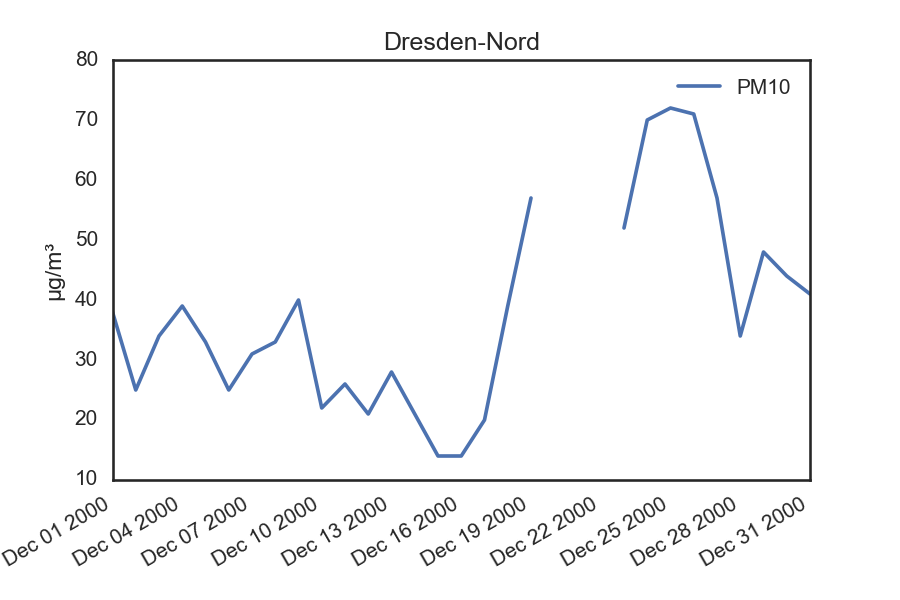 Dresden-Nord
PM10
80
70
60
50
40
30
20
10
µg/m³
Dec 01 2000
Dec 04 2000
Dec 07 2000
Dec 10 2000
Dec 13 2000
Dec 16 2000
Dec 19 2000
Dec 22 2000
Dec 25 2000
Dec 28 2000
Dec 31 2000